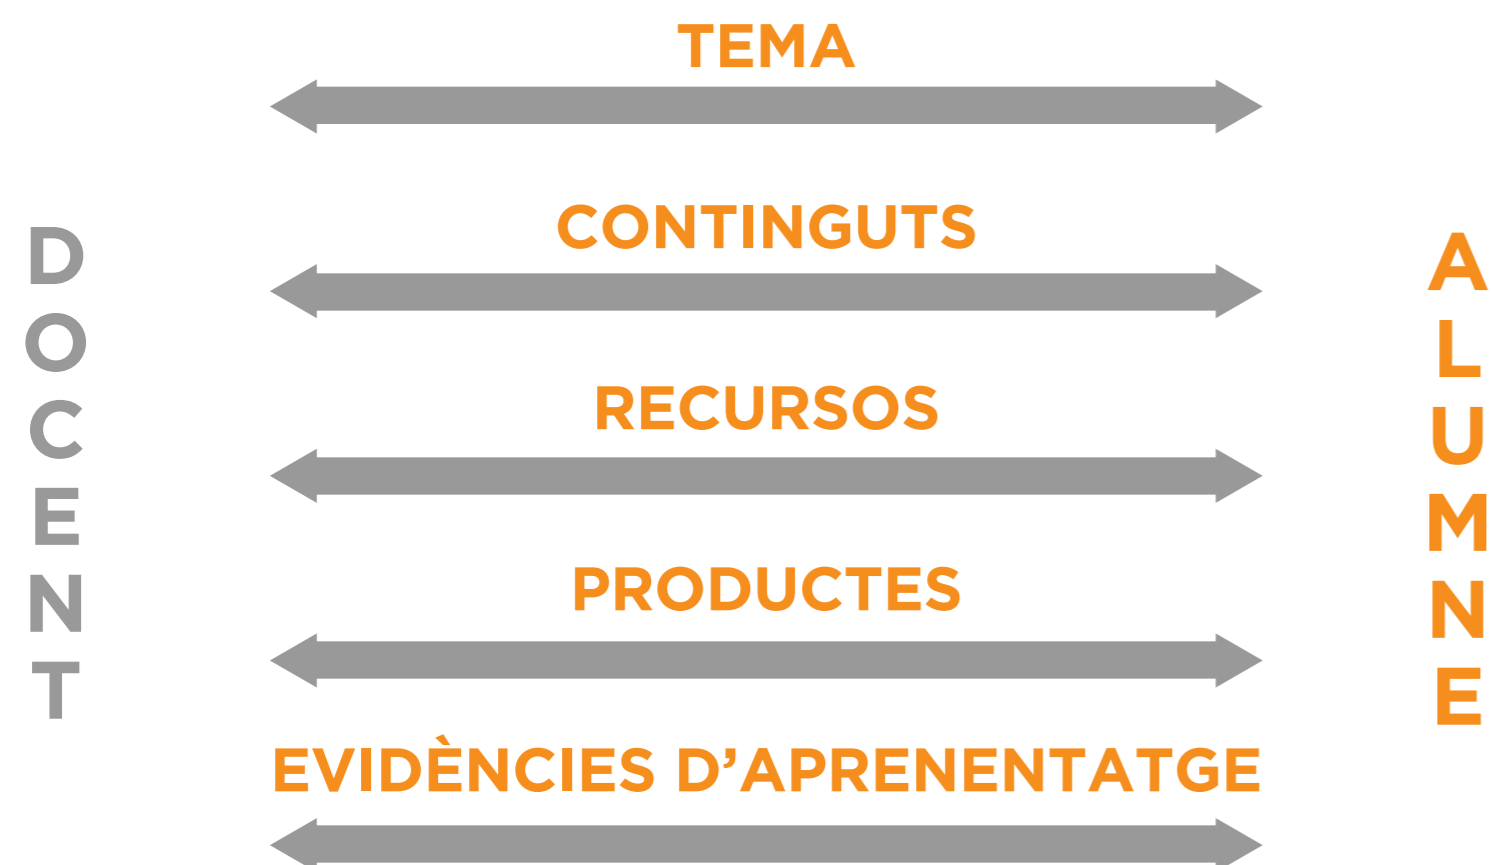 TEMA
CONTINGUTS
RECURSOS
PRODUCTES
EVIDÈNCIES D’APRENENTATGE
DOCENT
ALUMNE